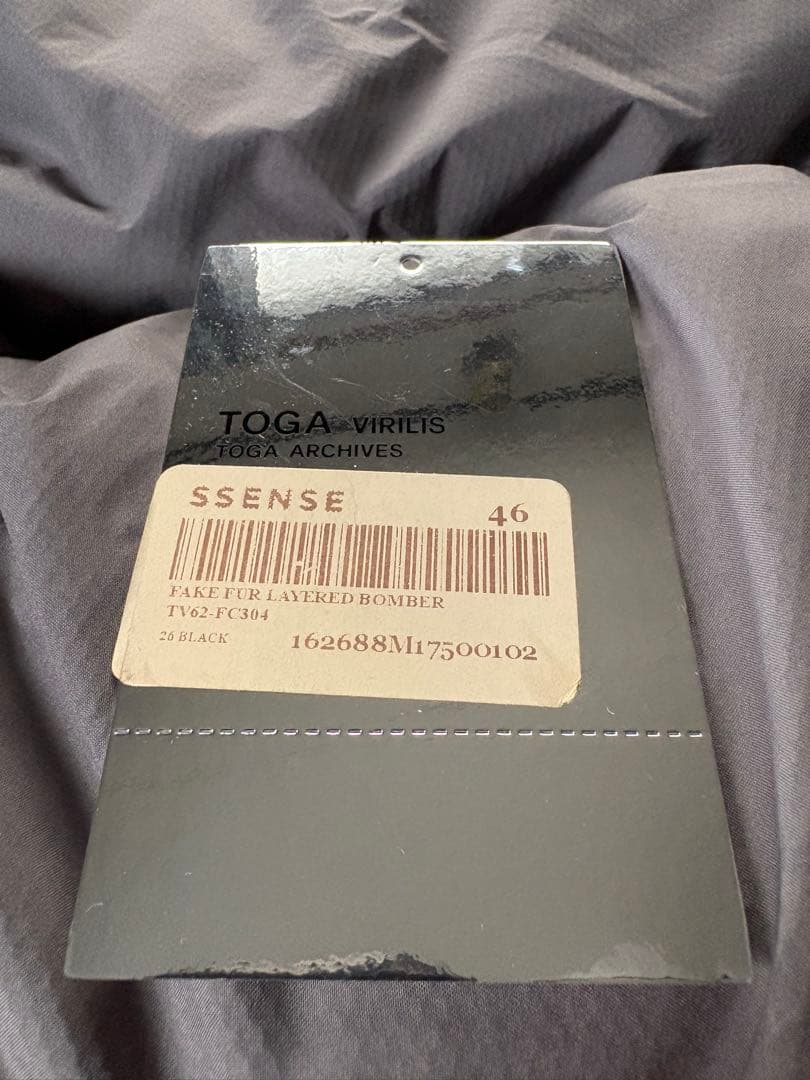 TOGA VIRILIS
TOGA ARCHIVES
SSENSE
46
FAKE FUR LAYERED BOMBER
TV62-FC304
26 BLACK
162688M17500102